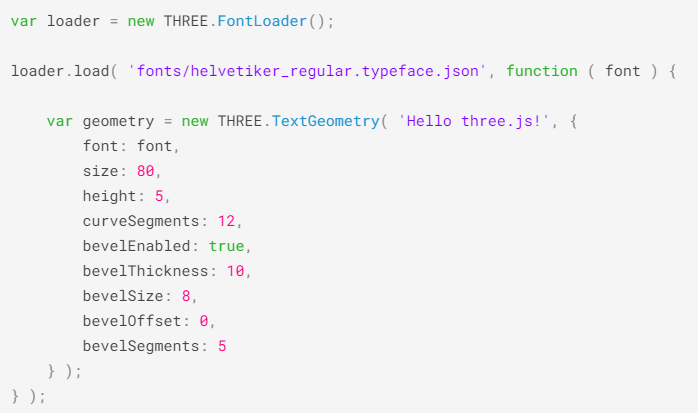 var loader = new THREE.FontLoader();
loader.load( 'fonts/helvetiker_regular.typeface.json', function ( font ) {
var geometry = new THREE.TextGeometry( 'Hello three.js!', {
font: font,
size: 80,
height: 5,
curveSegments: 12,
bevelEnabled: true,
bevelThickness: 10,
bevelSize: 8,
bevelOffset: 0,
bevelSegments: 5
} );
} );